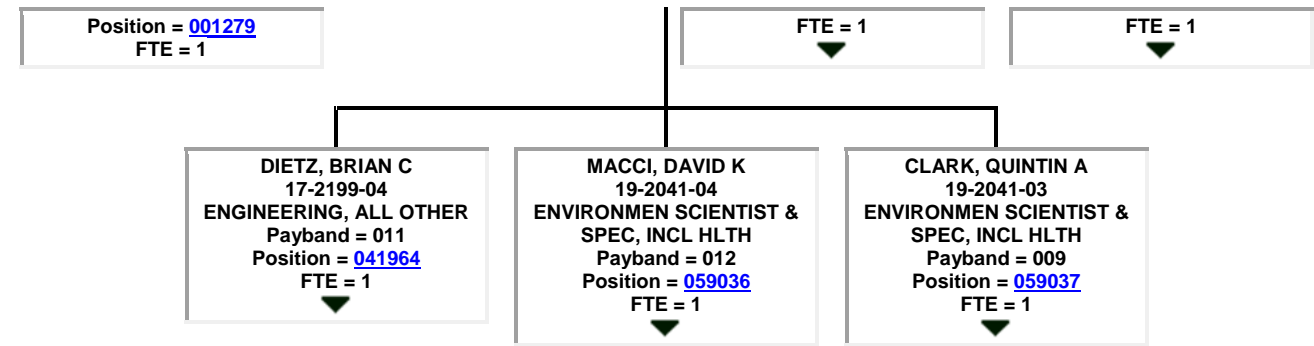 Position = 001279
FTE = 1
FTE = 1
FTE = 1
DIETZ, BRIAN C
17-2199-04
ENGINEERING, ALL OTHER
Payband = 011
Position = 041964
FTE = 1
MACCI, DAVID K
19-2041-04
ENVIRONMEN SCIENTIST &
SPEC, INCL HLTH
Payband = 012
Position = 059036
FTE = 1
CLARK, QUINTIN A
19-2041-03
ENVIRONMEN SCIENTIST &
SPEC, INCL HLTH
Payband = 009
Position = 059037
FTE = 1